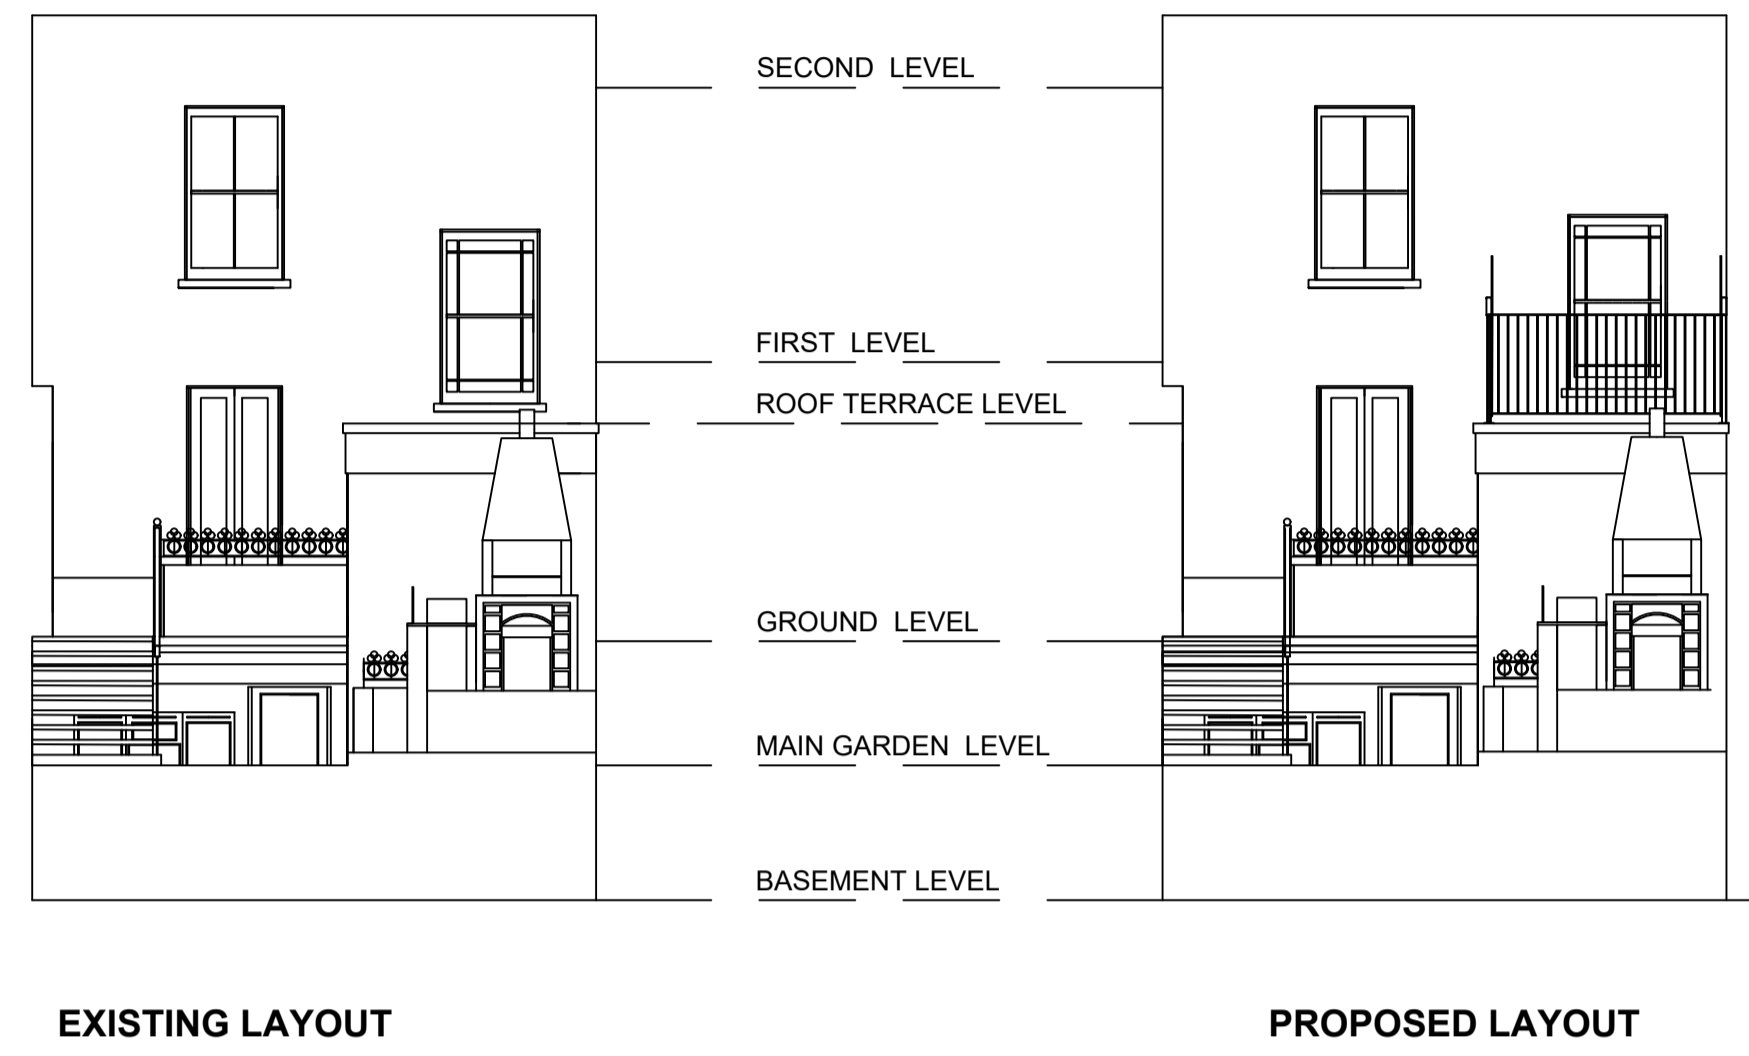 SECOND LEVEL
FIRST LEVEL
ROOF TERRACE LEVEL
GROUND LEVEL
MAIN GARDEN LEVEL
BASEMENT LEVEL
EXISTING LAYOUT
PROPOSED LAYOUT